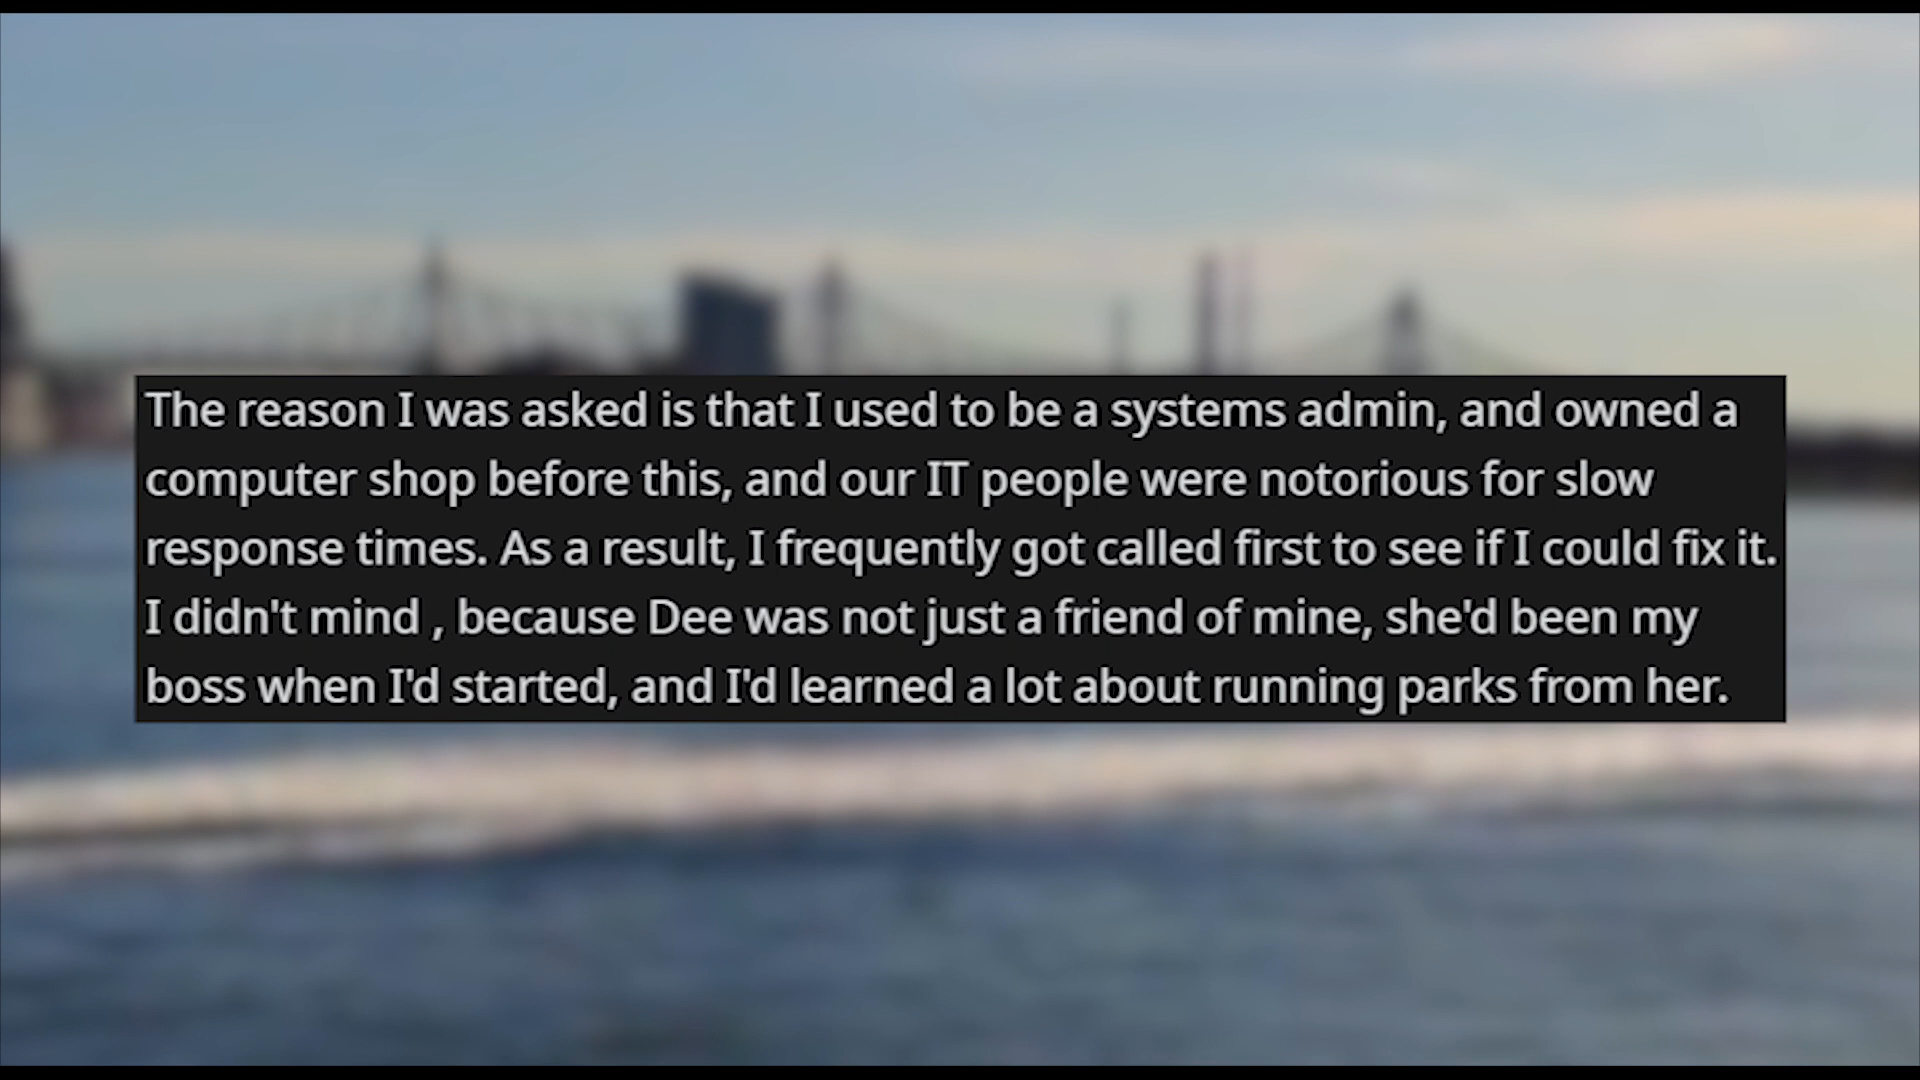 The reason I was asked is that I used to be a systems admin, and owned a
computer shop before this, and our IT people were notorious for slow
response times. As a result, I frequently got called first to see if I could fix it.
I didn't mind , because Dee was not just a friend of mine, she'd been my
boss when I'd started, and I'd learned a lot about running parks from her.